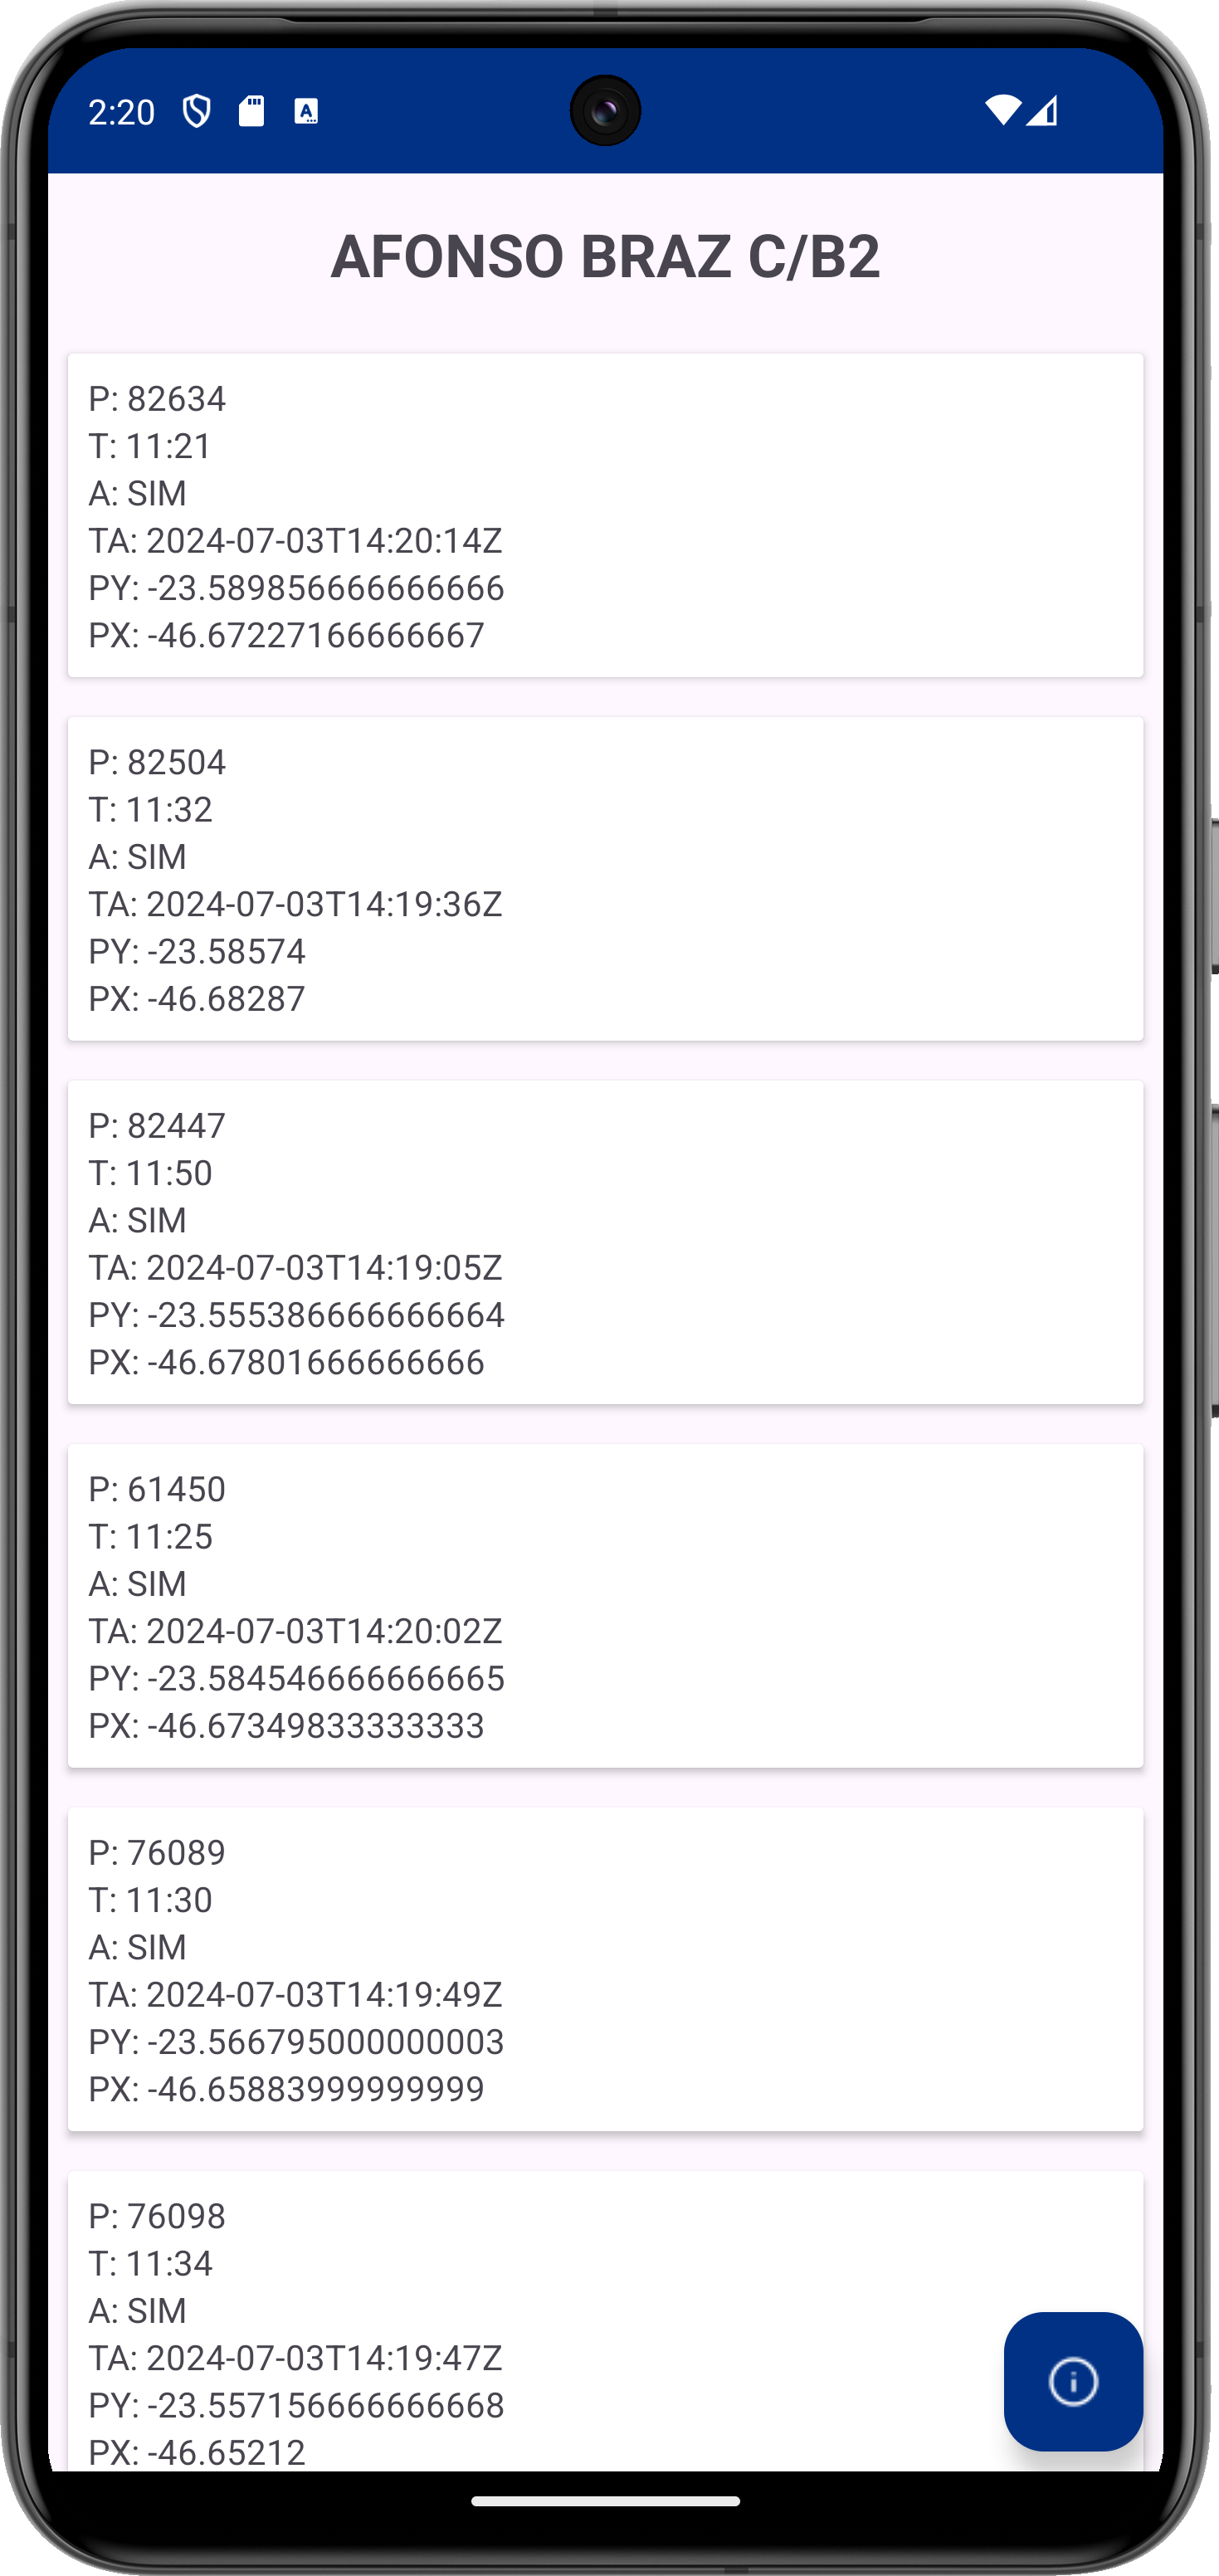 2:20
AFONSO BRAZ C/B2
P: 82634
T: 11:21
A: SIM
TA: 2024-07-03T14:20:14Z
PY: -23.589856666666666
PX: -46.67227166666667
P: 82504
T: 11:32
A: SIM
TA: 2024-07-03T14:19:36Z
PY: -23.58574
PX: -46.68287
P: 82447
T: 11:50
A: SIM
TA: 2024-07-03T14:19:05Z
PY: -23.555386666666664
PX: -46.67801666666666
P: 61450
T: 11:25
A: SIM
TA: 2024-07-03T14:20:02Z
PY: -23.584546666666665
PX: -46.67349833333333
P: 76089
T: 11:30
A: SIM
TA: 2024-07-03T14:19:49Z
PY: -23.566795000000003
PX: -46.65883999999999
P: 76098
T: 11:34
A: SIM
TA: 2024-07-03T14:19:47Z
PY: -23.557156666666668
PX: -46.65212